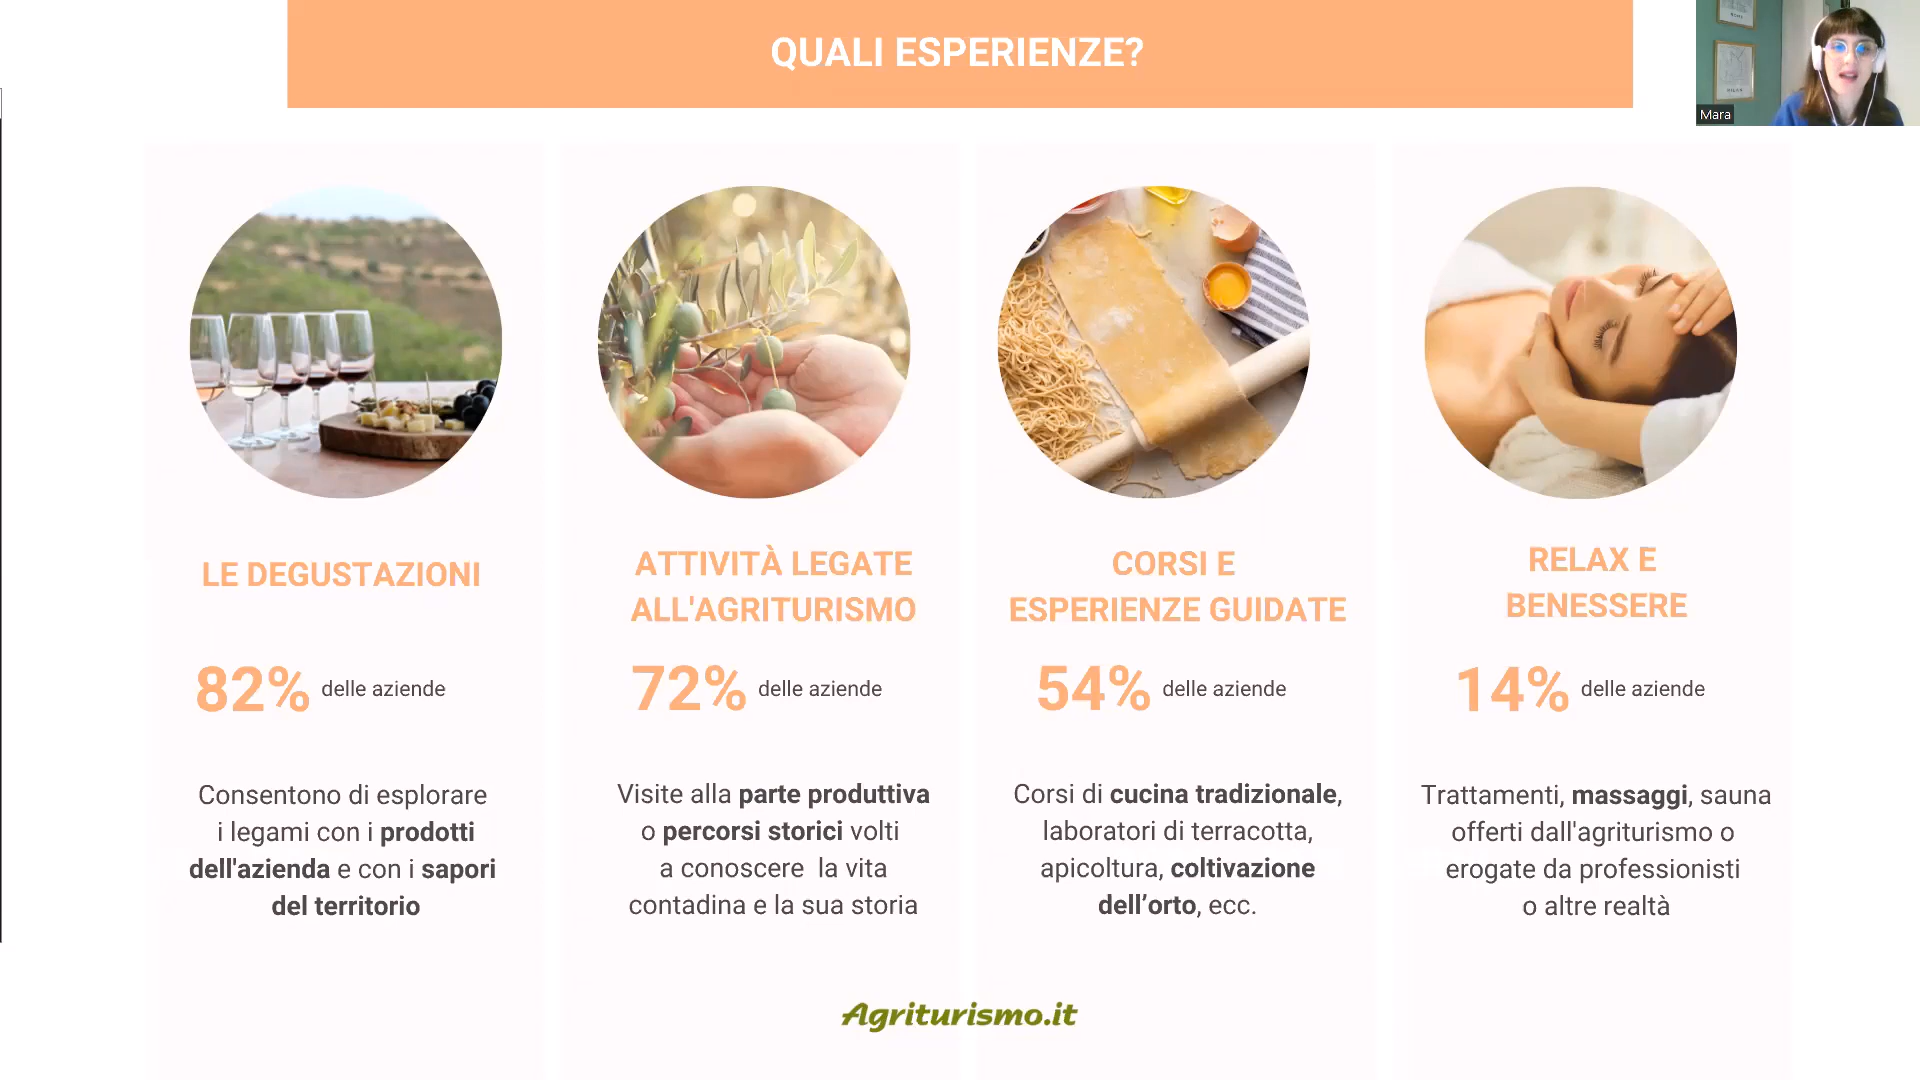 QUALI ESPERIENZE?
Mara
LE DEGUSTAZIONI
82% delle aziende
Consentono di esplorare
i legami con i prodotti
dell'azienda e con i sapori
del territorio
ATTIVITÀ LEGATE
ALL'AGRITURISMO
72% delle aziende
Visite alla parte produttiva
o percorsi storici volti
a conoscere la vita
contadina e la sua storia
CORSI E
ESPERIENZE GUIDATE
54% delle aziende
Corsi di cucina tradizionale,
laboratori di terracotta,
apicoltura, coltivazione
dell’orto, ecc.
RELAX E
BENESSERE
14% delle aziende
Trattamenti, massaggi, sauna
offerti dall'agriturismo o
erogate da professionisti
o altre realtà
Agriturismo.it